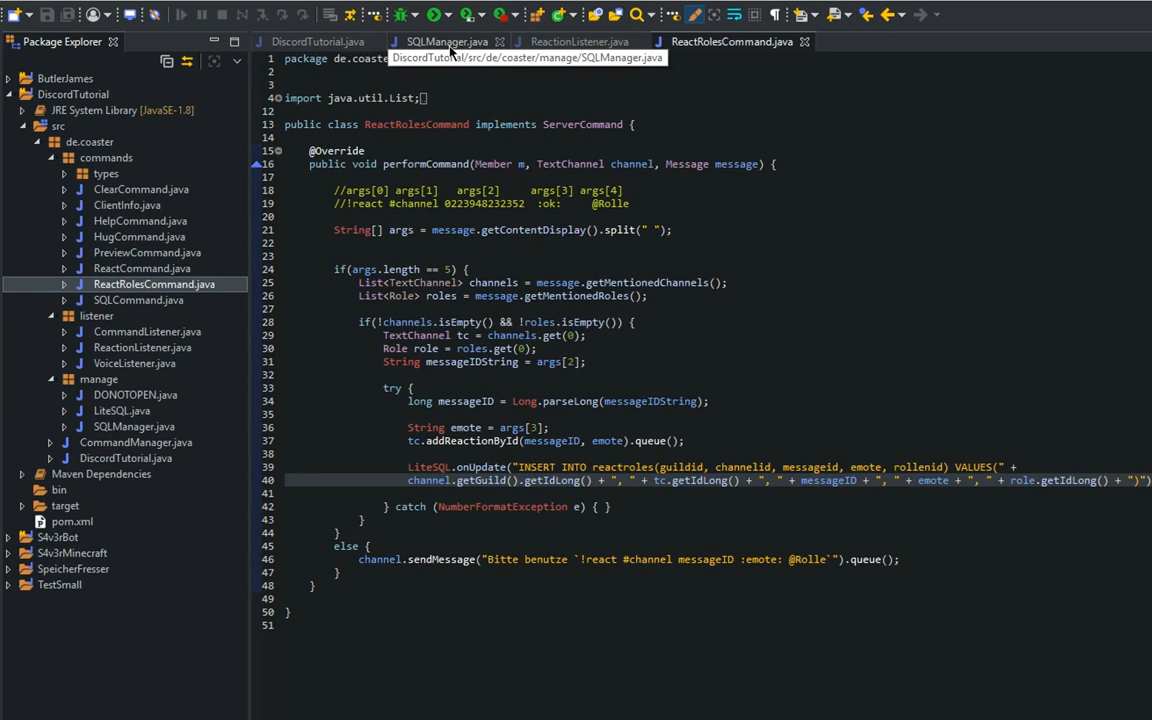 Package Explorer
DiscordTutorial.java
SQLManager.java
ReactionListener.java
ReactRolesCommand.java
DiscordTutorial/src/de/coaster/manage/SQLManager.java
ButlerJames
DiscordTutorial
JRE System Library [JavaSE-1.8]
src
de.coaster
commands
types
ClearCommand.java
ClientInfo.java
HelpCommand.java
HugCommand.java
PreviewCommand.java
ReactCommand.java
ReactRolesCommand.java
SQLCommand.java
listener
CommandListener.java
ReactionListener.java
VoiceListener.java
manage
DONOTOPEN.java
LiteSQL.java
SQLManager.java
CommandManager.java
DiscordTutorial.java
Maven Dependencies
bin
target
pom.xml
S4v3rBot
S4v3rMinecraft
SpeicherFresser
TestSmall
1 package de.coaste
2
3
4 import java.util.List;
12
13 public class ReactRolesCommand implements ServerCommand {
14
15 @Override
16 public void performCommand(Member m, TextChannel channel, Message message) {
17
18 //args[0] args[1] args[2] args[3] args[4]
19 //!react #channel 0223948232352 :ok: @Rolle
20
21 String[] args = message.getContentDisplay().split(" ");
22
23
24 if(args.length == 5) {
25 List<TextChannel> channels = message.getMentionedChannels();
26 List<Role> roles = message.getMentionedRoles();
27
28 if(!channels.isEmpty() && !roles.isEmpty()) {
29 TextChannel tc = channels.get(0);
30 Role role = roles.get(0);
31 String messageIDString = args[2];
32
33 try {
34 long messageID = Long.parseLong(messageIDString);
35
36 String emote = args[3];
37 tc.addReactionById(messageID, emote).queue();
38
39 LiteSQL.onUpdate("INSERT INTO reactroles(guildid, channelid, messageid, emote, rollenid) VALUES(" +
40 channel.getGuild().getIdLong() + ", " + tc.getIdLong() + ", " + messageID + ", " + emote + ", " + role.getIdLong() + ")")
41
42 } catch (NumberFormatException e) { }
43 }
44 }
45 else {
46 channel.sendMessage("Bitte benutze `!react #channel messageID :emote: @Rolle`").queue();
47 }
48 }
49
50 }
51